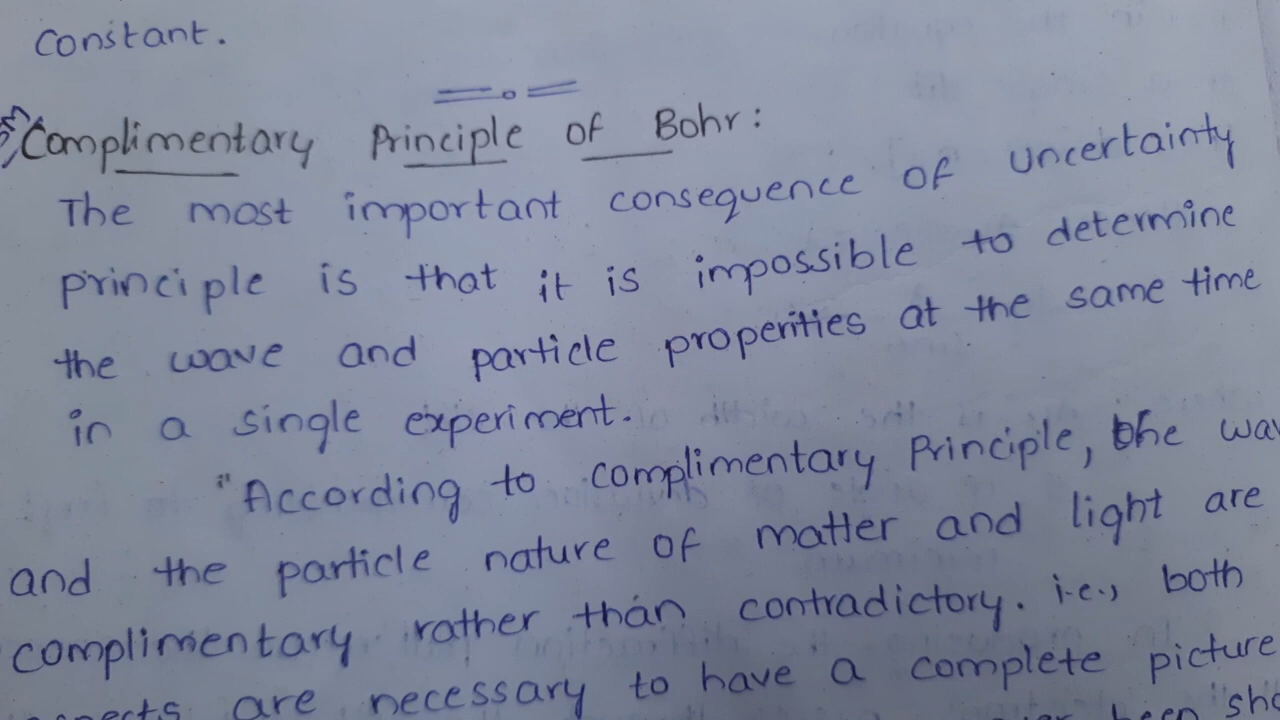 Constant.
Complimentary Principle of Bohr:
The most important consequence of uncertainty
principle is that it is impossible to determine
the wave and particle properities at the same time
in a single experiment.
"According to complimentary Principle, the
and the particle nature of matter and light are
complimentary rather than contradictory. i.e., both
are necessary to have a complete picture
been